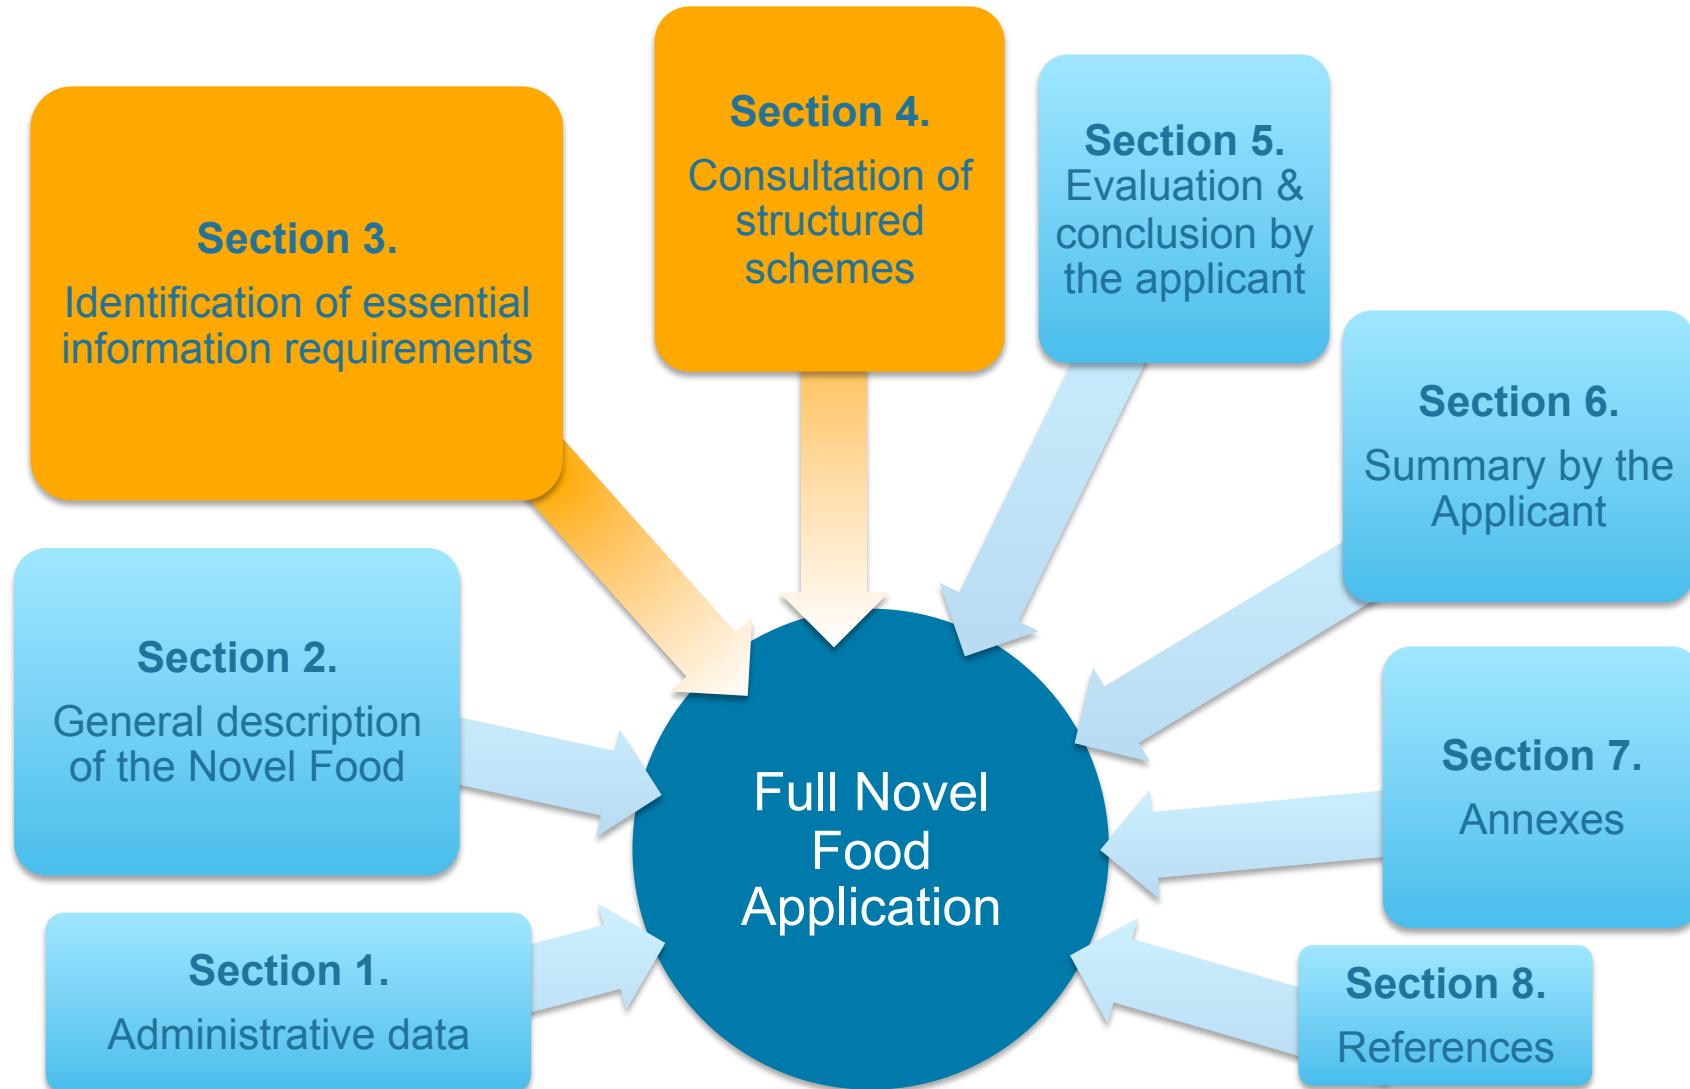 Section 3.
Identification of essential
information requirements
Section 4.
Consultation of
structured
schemes
Section 5.
Evaluation &
conclusion by
the applicant
Section 6.
Summary by the
Applicant
Section 2.
General description
of the Novel Food
Section 7.
Annexes
Full Novel
Food
Application
Section 1.
Administrative data
Section 8.
References